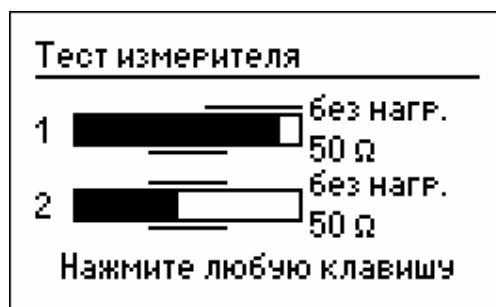 Тест измерителя
без нагр.
1
50 Ω
без нагр.
2
50 Ω
Нажмите любую клавишу